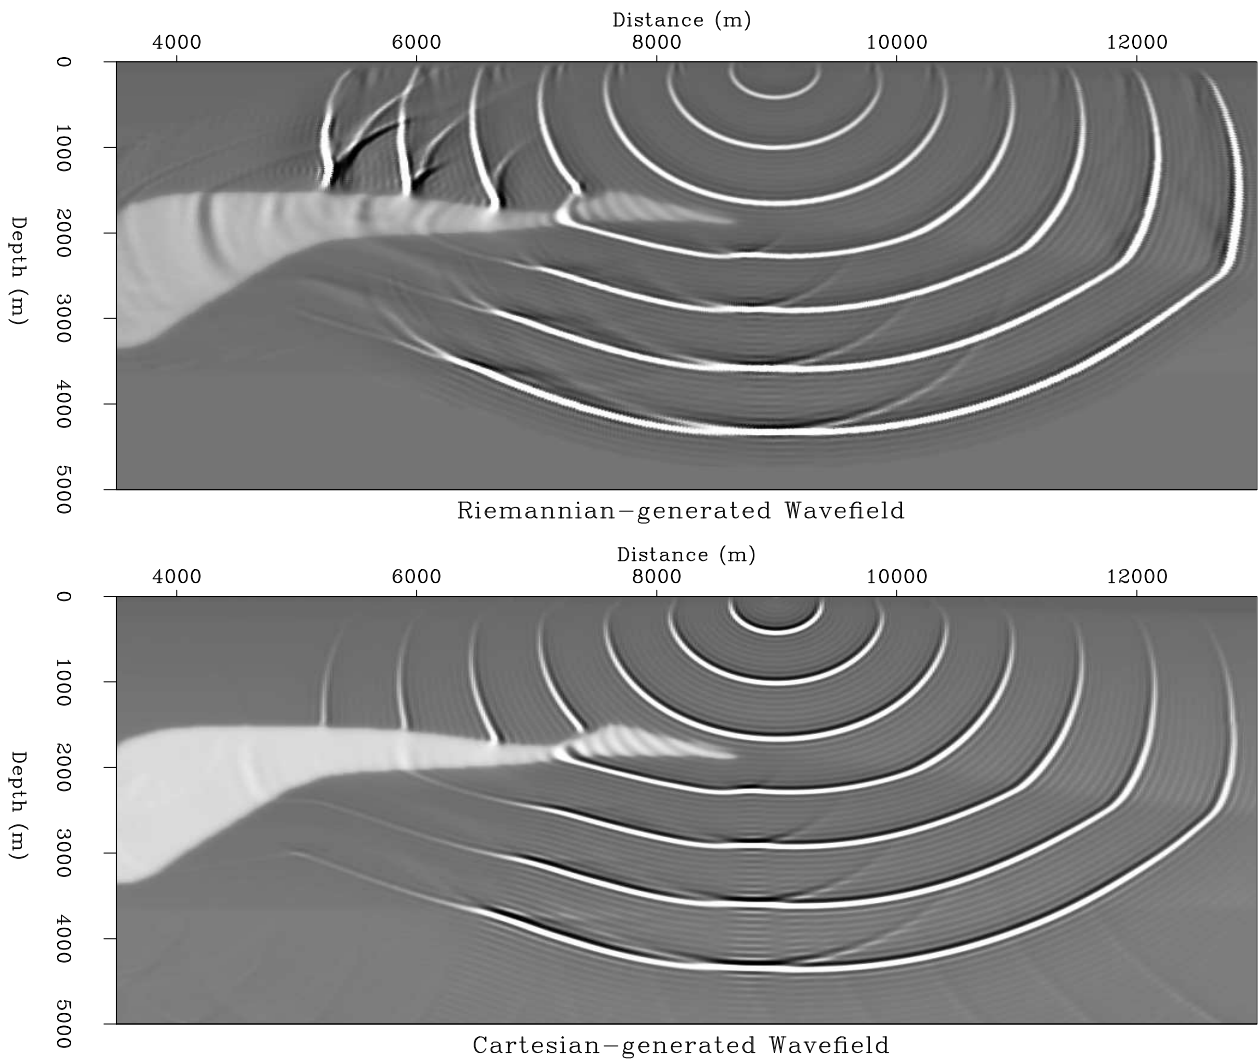 Distance (m)
4000 6000 8000 10000 12000
0
1000
2000
3000
4000
5000
Depth (m)
Riemannian-generated Wavefield
Distance (m)
4000 6000 8000 10000 12000
0
1000
2000
3000
4000
5000
Depth (m)
Cartesian-generated Wavefield